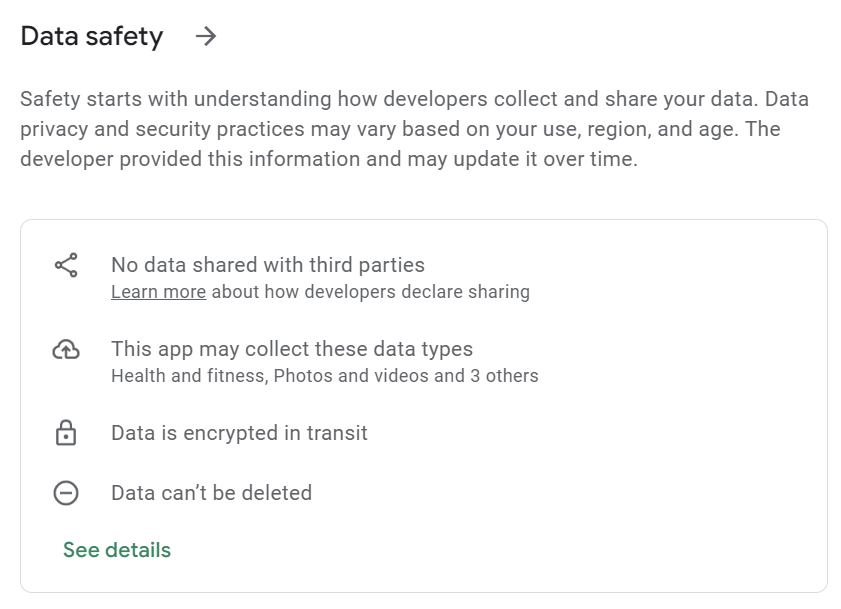 Data safety
Safety starts with understanding how developers collect and share your data. Data
privacy and security practices may vary based on your use, region, and age. The
developer provided this information and may update it over time.
No data shared with third parties
Learn more about how developers declare sharing
This app may collect these data types
Health and fitness, Photos and videos and 3 others
Data is encrypted in transit
Data can’t be deleted
See details